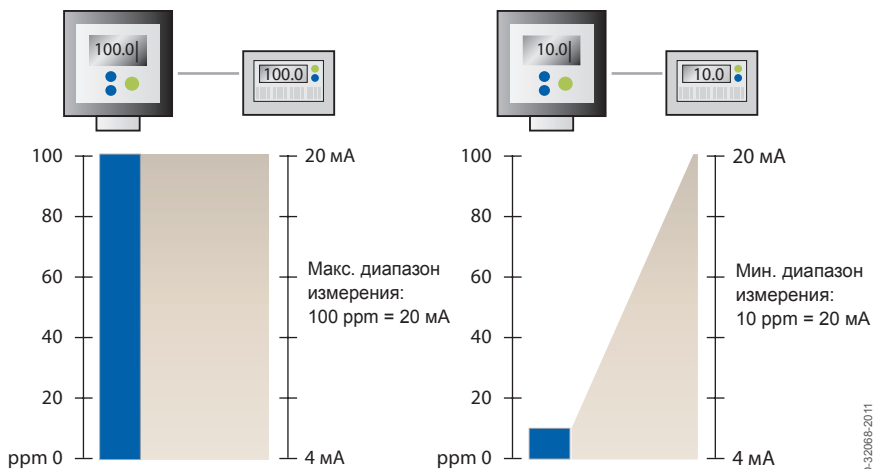 100.0
100.0
100
80
60
40
20
ppm 0
20 мА
Макс. диапазон
измерения:
100 ppm = 20 мА
4 мА
10.0
10.0
100
80
60
40
20
ppm 0
20 мА
Мин. диапазон
измерения:
10 ppm = 20 мА
4 мА
-32068-2011